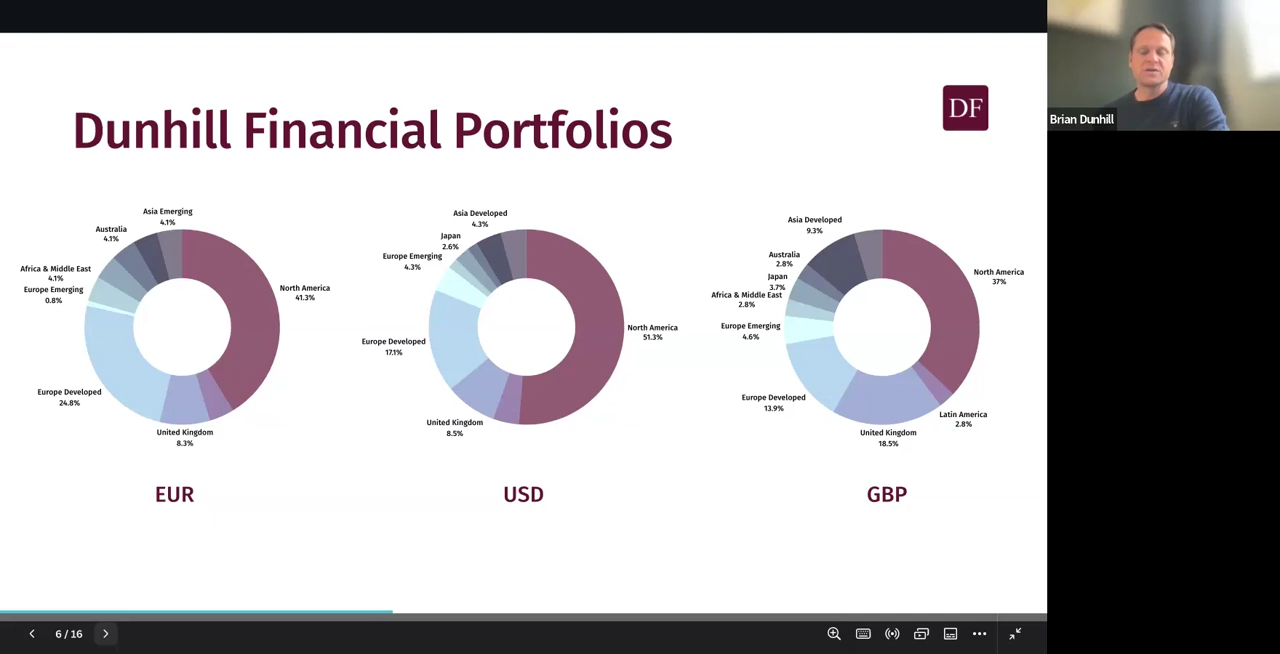 Dunhill Financial Portfolios
DF
Brian Dunhill
Asia Emerging
4.1%
Australia
4.1%
Africa & Middle East
4.1%
Europe Emerging
0.8%
North America
41.3%
Europe Developed
24.8%
United Kingdom
8.3%
EUR
Asia Developed
4.3%
Japan
2.6%
Europe Emerging
4.3%
North America
51.3%
Europe Developed
17.1%
United Kingdom
8.5%
USD
Asia Developed
9.3%
Australia
2.8%
Japan
3.7%
Africa & Middle East
2.8%
Europe Emerging
4.6%
North America
37%
Europe Developed
13.9%
Latin America
2.8%
United Kingdom
18.5%
GBP
6 / 16